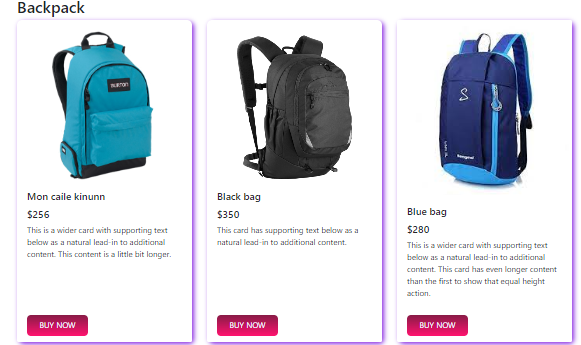 Backpack
BURTON
Mon caile kinunn
$256
This is a wider card with supporting text
below as a natural lead-in to additional
content. This content is a little bit longer.
BUY NOW
Black bag
$350
This card has supporting text below as a
natural lead-in to additional content.
BUY NOW
Blue bag
$280
This is a wider card with supporting text
below as a natural lead-in to additional
content. This card has even longer content
than the first to show that equal height
action.
BUY NOW